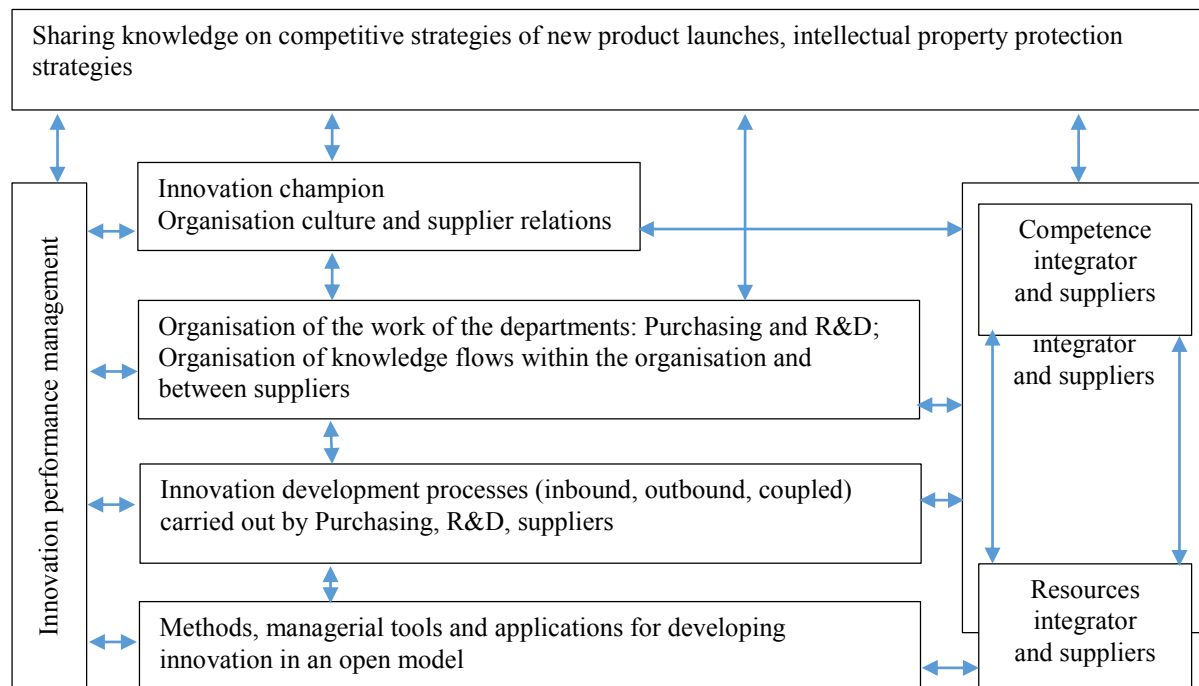 Sharing knowledge on competitive strategies of new product launches, intellectual property protection
strategies
Innovation performance management
Innovation champion
Organisation culture and supplier relations
Organisation of the work of the departments: Purchasing and R&D;
Organisation of knowledge flows within the organisation and
between suppliers
Innovation development processes (inbound, outbound, coupled)
carried out by Purchasing, R&D, suppliers
Methods, managerial tools and applications for developing
innovation in an open model
Competence
integrator
and suppliers
integrator
and suppliers
Resources
integrator
and suppliers